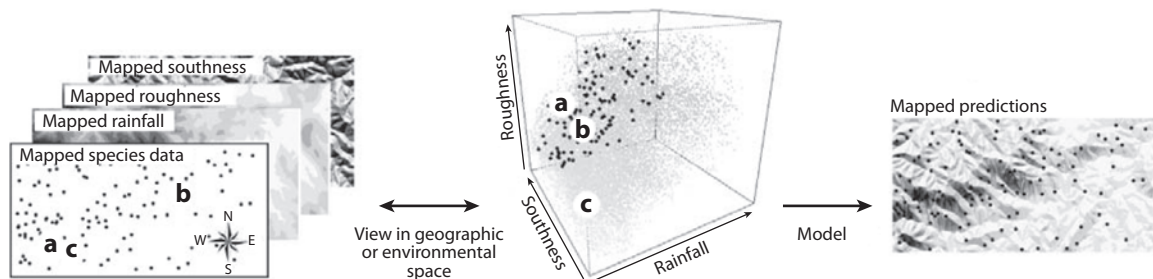 Mapped southness
Mapped roughness
Mapped rainfall
Mapped species data
b
a
c
N
W
E
S
View in geographic
or environmental
space
Roughness
a
b
c
Southness
Rainfall
Model
Mapped predictions